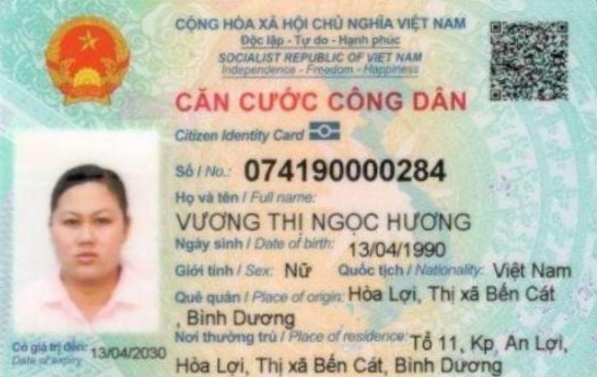 CỘNG HÒA XÃ HỘI CHỦ NGHĨA VIỆT NAM
Độc lập - Tự do - Hạnh phúc
SOCIALIST REPUBLIC OF VIET NAM
Independence - Freedom - Happiness
CĂN CƯỚC CÔNG DÂN
Citizen Identity Card
Số / No.: 074190000284
Họ và tên / Full name:
VƯƠNG THỊ NGỌC HƯƠNG
Ngày sinh / Date of birth: 13/04/1990
Giới tính / Sex: Nữ Quốc tịch / Nationality: Việt Nam
Quê quán / Place of origin: Hòa Lợi, Thị xã Bến Cát
, Bình Dương
Nơi thường trú / Place of residence: Tổ 11, Kp, An Lợi,
Hòa Lợi, Thị xã Bến Cát, Bình Dương
Có giá trị đến: 13/04/2030
Date of expiry